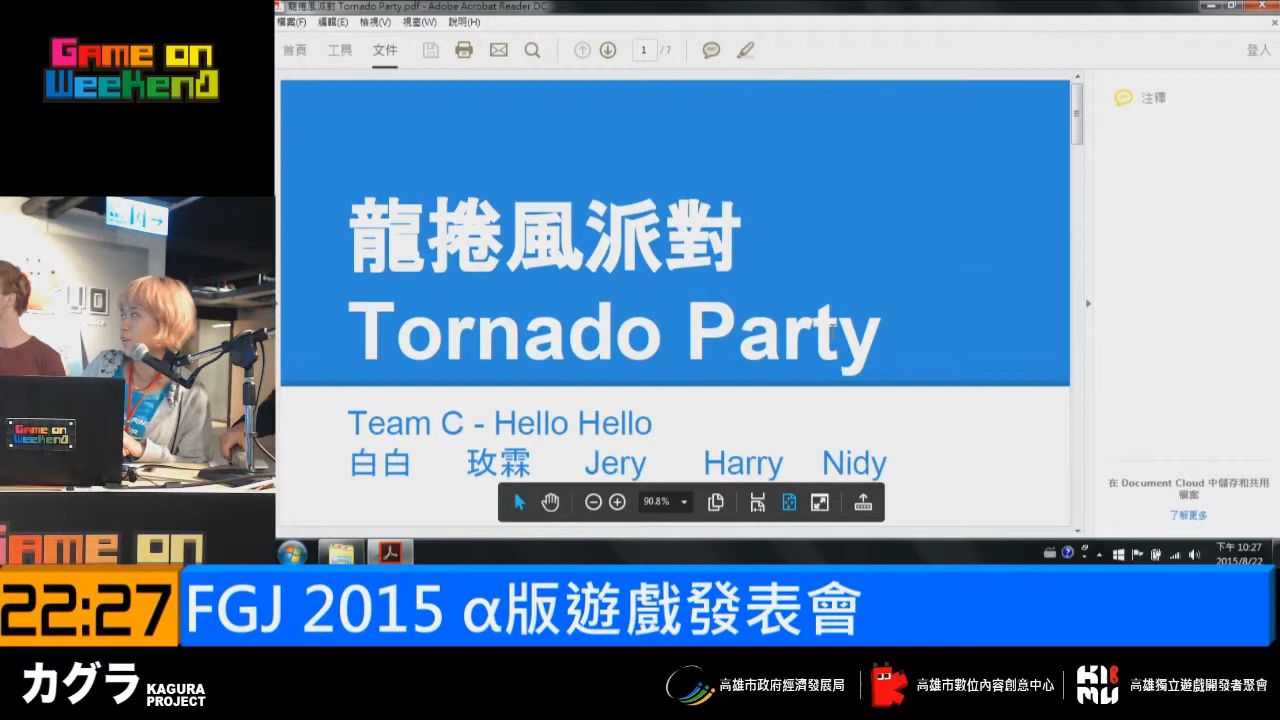 龍捲風派對 Tornado Party.pdf - Adobe Acrobat Reader DC
檔案(F) 編輯(E) 檢視(V) 視窗(W) 說明(H)
首頁 工具 文件 1 / 7 登入
GAME ON WEEKEND
注釋
龍捲風派對
Tornado Party
Team C - Hello Hello
白白 玫霖 Jery Harry Nidy
90.8%
在 Document Cloud 中儲存和共用
檔案
了解更多
GAME ON WEEKEND
GAME ON
下午 10:27
2015/8/22
22:27 FGJ 2015 α版遊戲發表會
カグラ KAGURA PROJECT
高雄市政府經濟發展局
高雄市數位內容創意中心
KIMU 高雄獨立遊戲開發者聚會